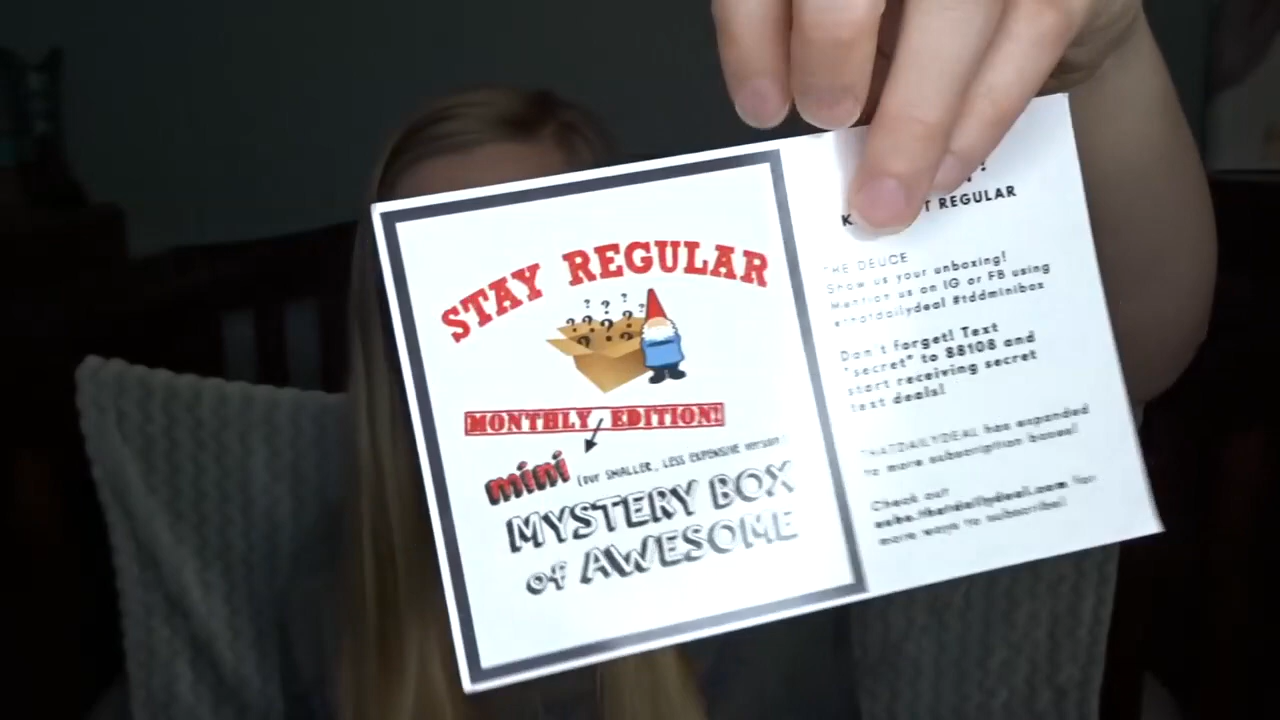 STAY REGULAR
MONTHLY EDITION!
mini (our SMALLER, LESS EXPENSIVE version)
MYSTERY BOX
of AWESOME
REGULAR
THE DEUCE
Show us your unboxing!
Mention us on IG or FB using
@thatdailydeal #tddminibox
Don't forget! Text
"secret" to 88108 and
start receiving secret
text deals!
THATDAILYDEAL has expanded
to more subscription boxes!
Check out
subs.thatdailydeal.com for
more ways to subscribe!